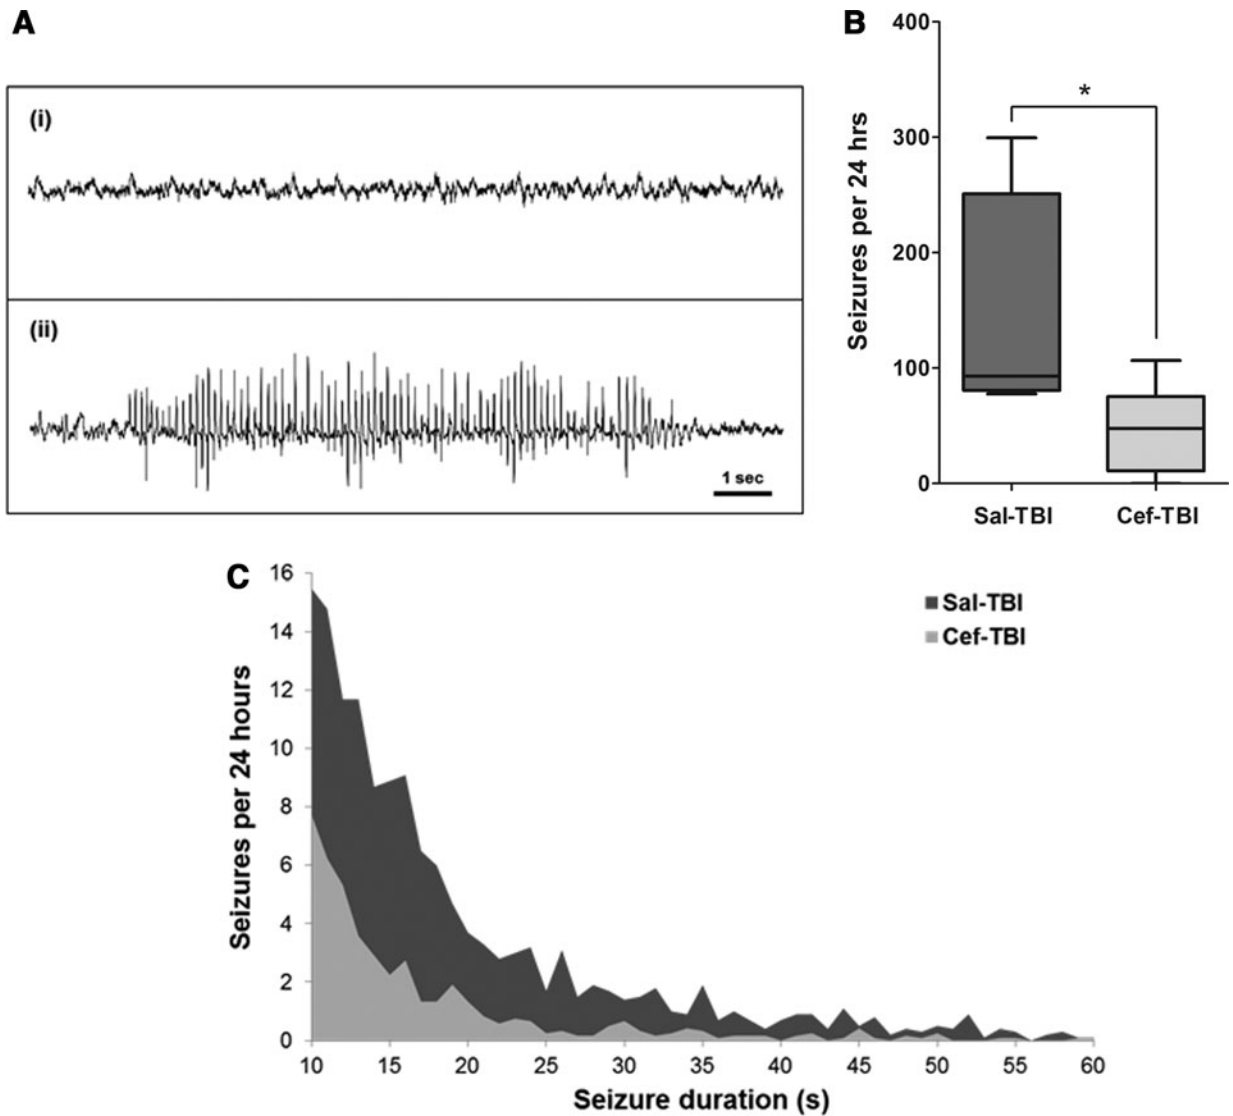 A
(i)
(ii)
1 sec
B
Seizures per 24 hrs
400
300
200
100
0
*
Sal-TBI
Cef-TBI
C
Seizures per 24 hours
16
14
12
10
8
6
4
2
0
10 15 20 25 30 35 40 45 50 55 60
Seizure duration (s)
Sal-TBI
Cef-TBI